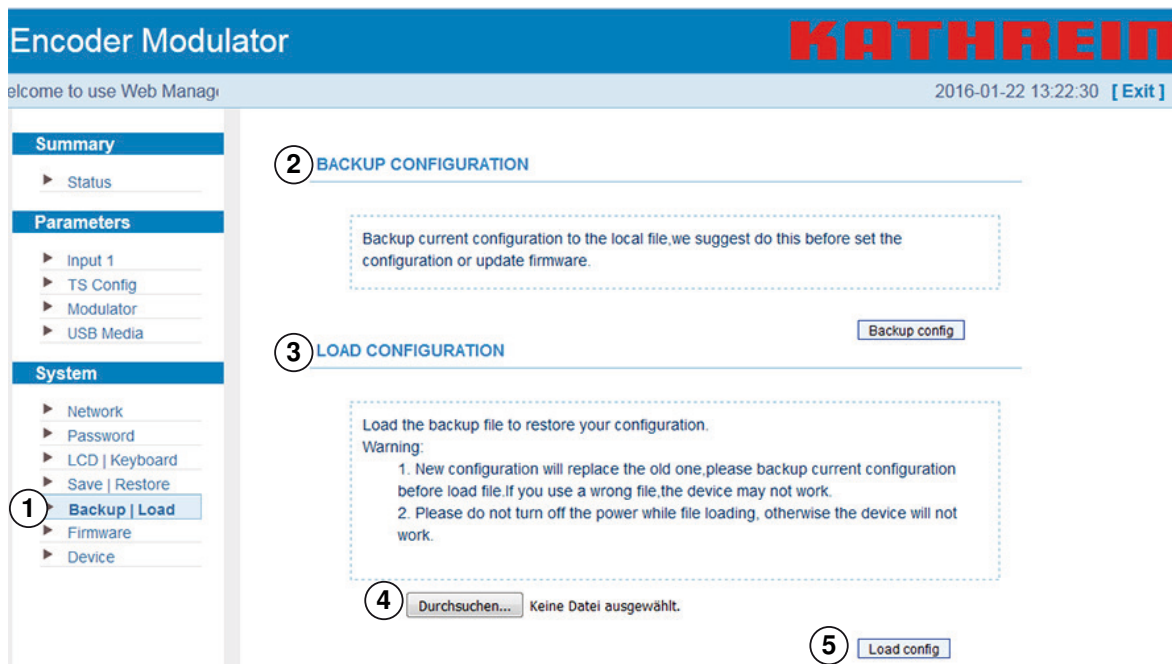 Encoder Modulator
KATHREIN
elcome to use Web Manag
2016-01-22 13:22:30 [ Exit ]
Summary
Status
Parameters
Input 1
TS Config
Modulator
USB Media
System
Network
Password
LCD | Keyboard
Save | Restore
1 Backup | Load
Firmware
Device
2 BACKUP CONFIGURATION
Backup current configuration to the local file,we suggest do this before set the
configuration or update firmware.
Backup config
3 LOAD CONFIGURATION
Load the backup file to restore your configuration.
Warning:
1. New configuration will replace the old one,please backup current configuration
before load file.If you use a wrong file,the device may not work.
2. Please do not turn off the power while file loading, otherwise the device will not
work.
4 Durchsuchen... Keine Datei ausgewählt.
5 Load config